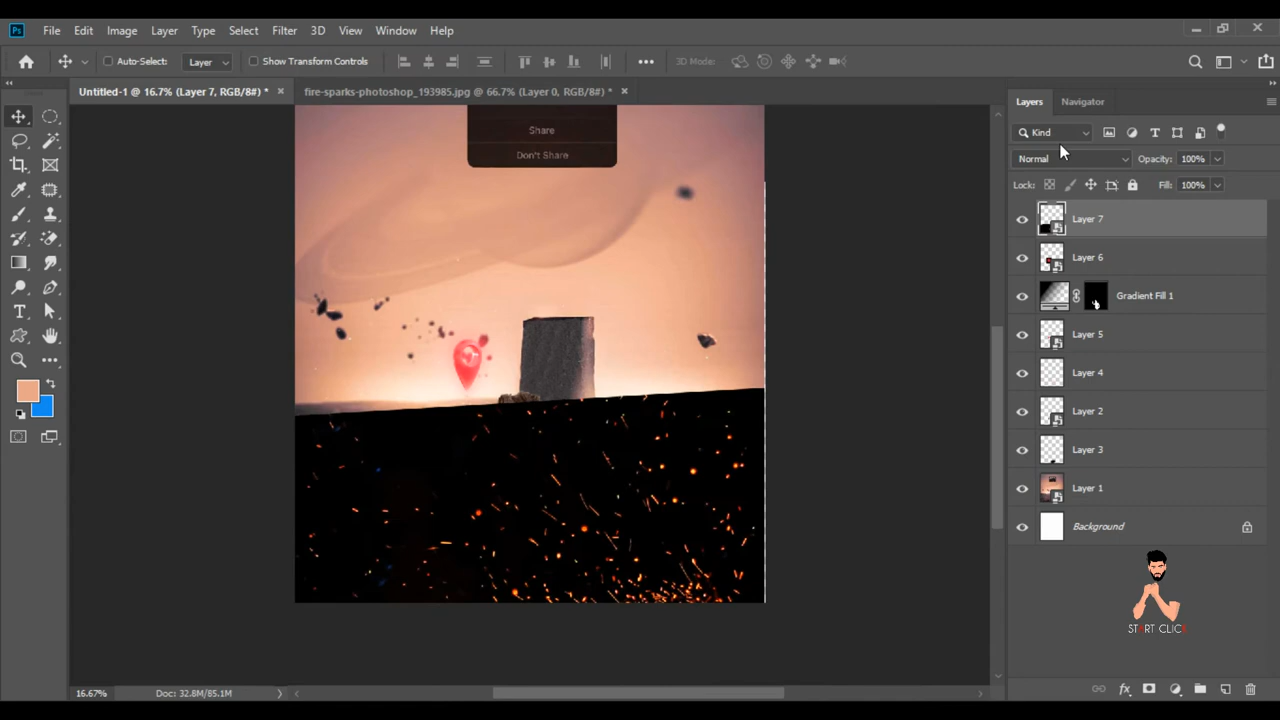 Ps File Edit Image Layer Type Select Filter 3D View Window Help
Auto-Select: Layer Show Transform Controls 3D Mode:
Untitled-1 @ 16.7% (Layer 7, RGB/8#) * fire-sparks-photoshop_193985.jpg @ 66.7% (Layer 0, RGB/8#) *
Layers Navigator
Share
Kind
Don't Share
Normal Opacity: 100%
Lock: Fill: 100%
Layer 7
Layer 6
Gradient Fill 1
Layer 5
Layer 4
Layer 2
Layer 3
Layer 1
Background
START CLICK
16.67% Doc: 32.8M/85.1M